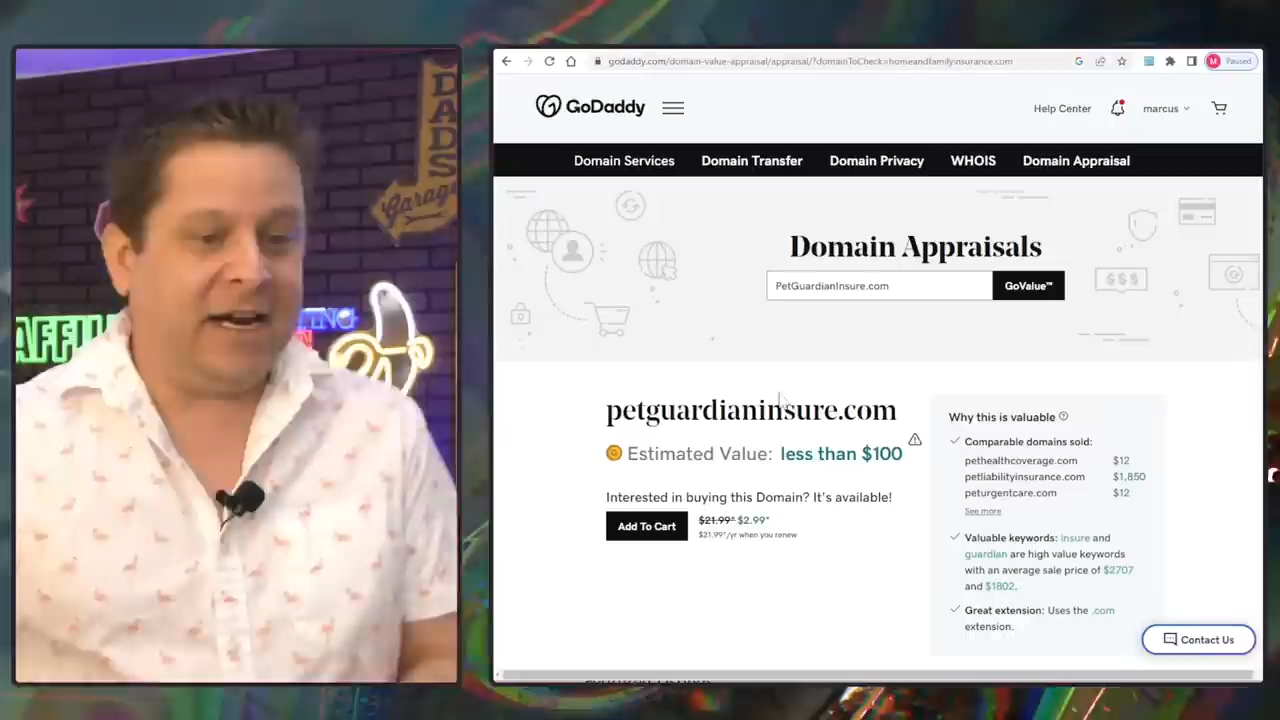 DADS
Garage
AFFIL
TING
godaddy.com/domain-value-appraisal/appraisal/?domainToCheck=homeandfamilyinsurance.com
M Paused
GoDaddy
Help Center
marcus
Domain Services Domain Transfer Domain Privacy WHOIS Domain Appraisal
Domain Appraisals
PetGuardianInsure.com
GoValue™
$$$
petguardianinsure.com
Estimated Value: less than $100
Interested in buying this Domain? It's available!
Add To Cart
$21.99* $2.99*
$21.99*/yr when you renew
Why this is valuable
Comparable domains sold:
pethealthcoverage.com $12
petliabilityinsurance.com $1,850
peturgentcare.com $12
See more
Valuable keywords: insure and
guardian are high value keywords
with an average sale price of $2707
and $1802.
Great extension: Uses the .com
extension.
Contact Us